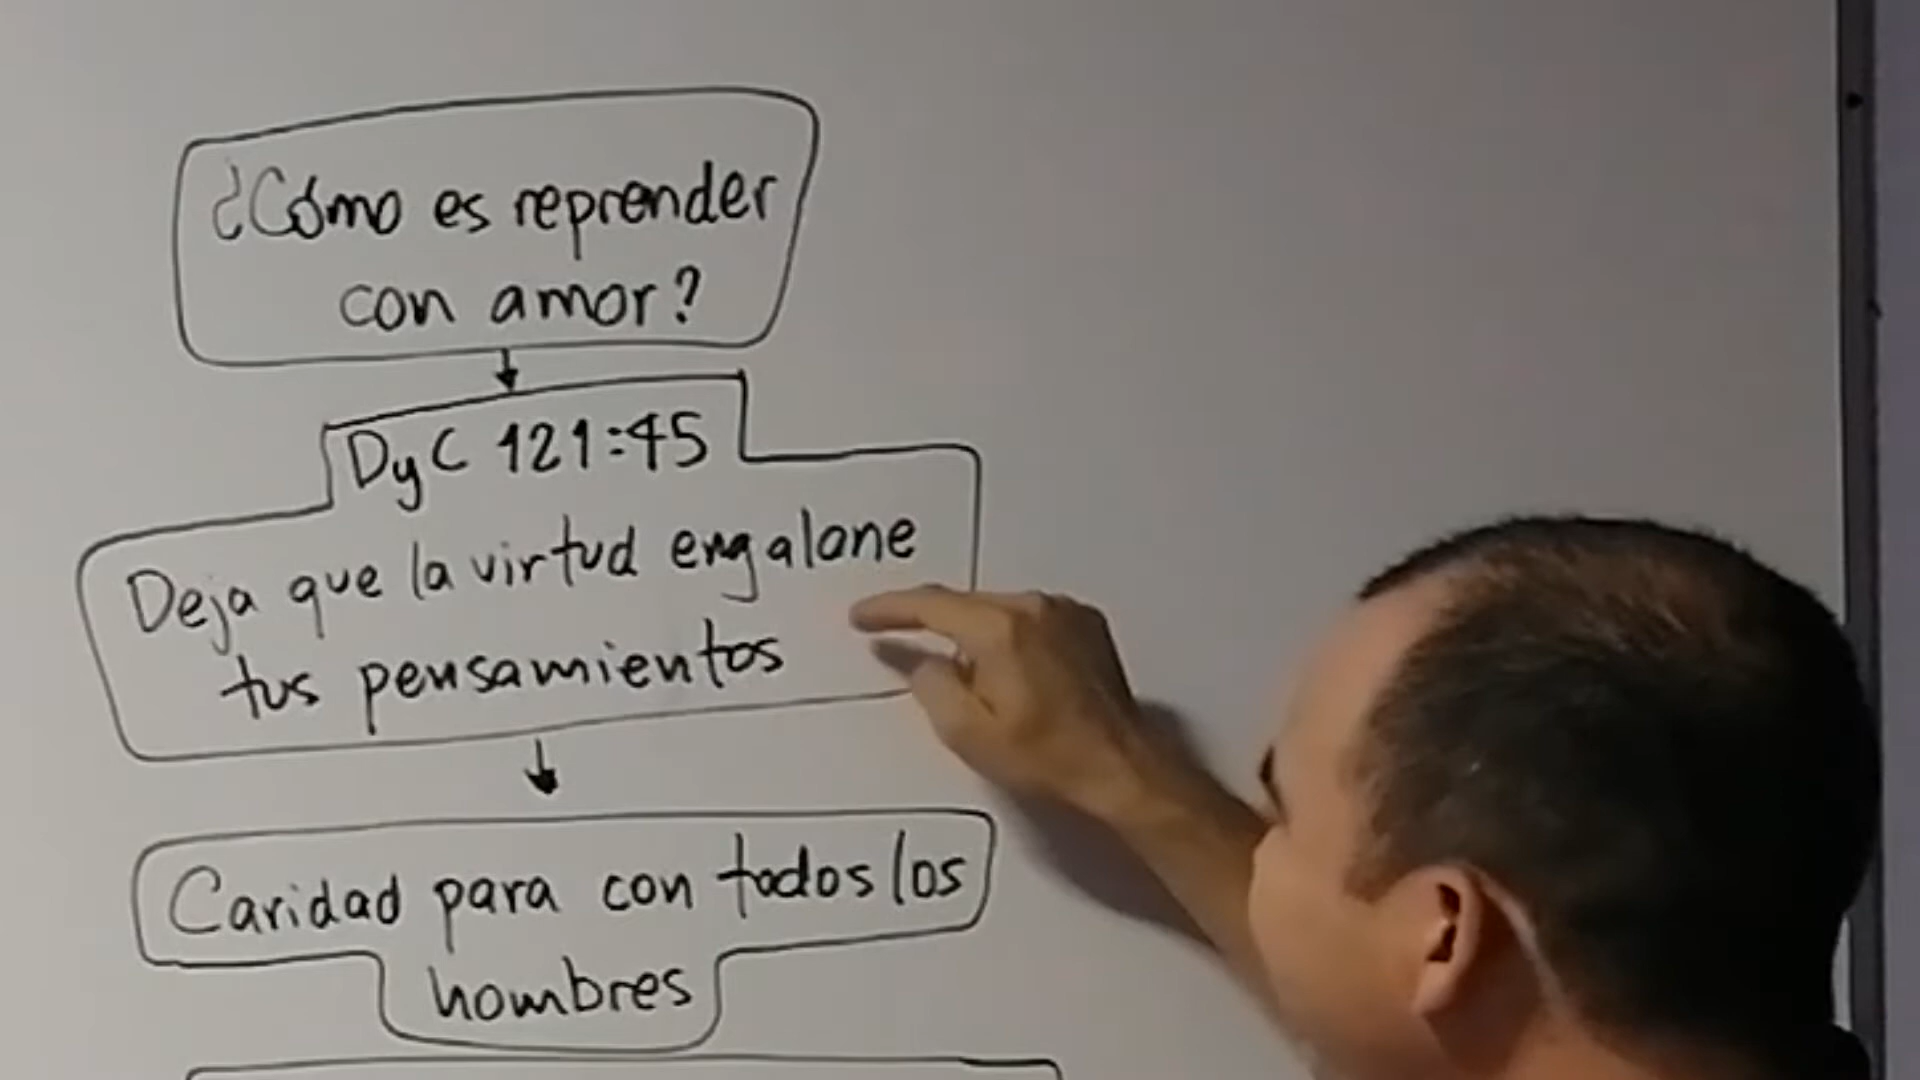 ¿Cómo es reprender
con amor?
DyC 121:45
Deja que la virtud engalane
tus pensamientos
Caridad para con todos los
hombres